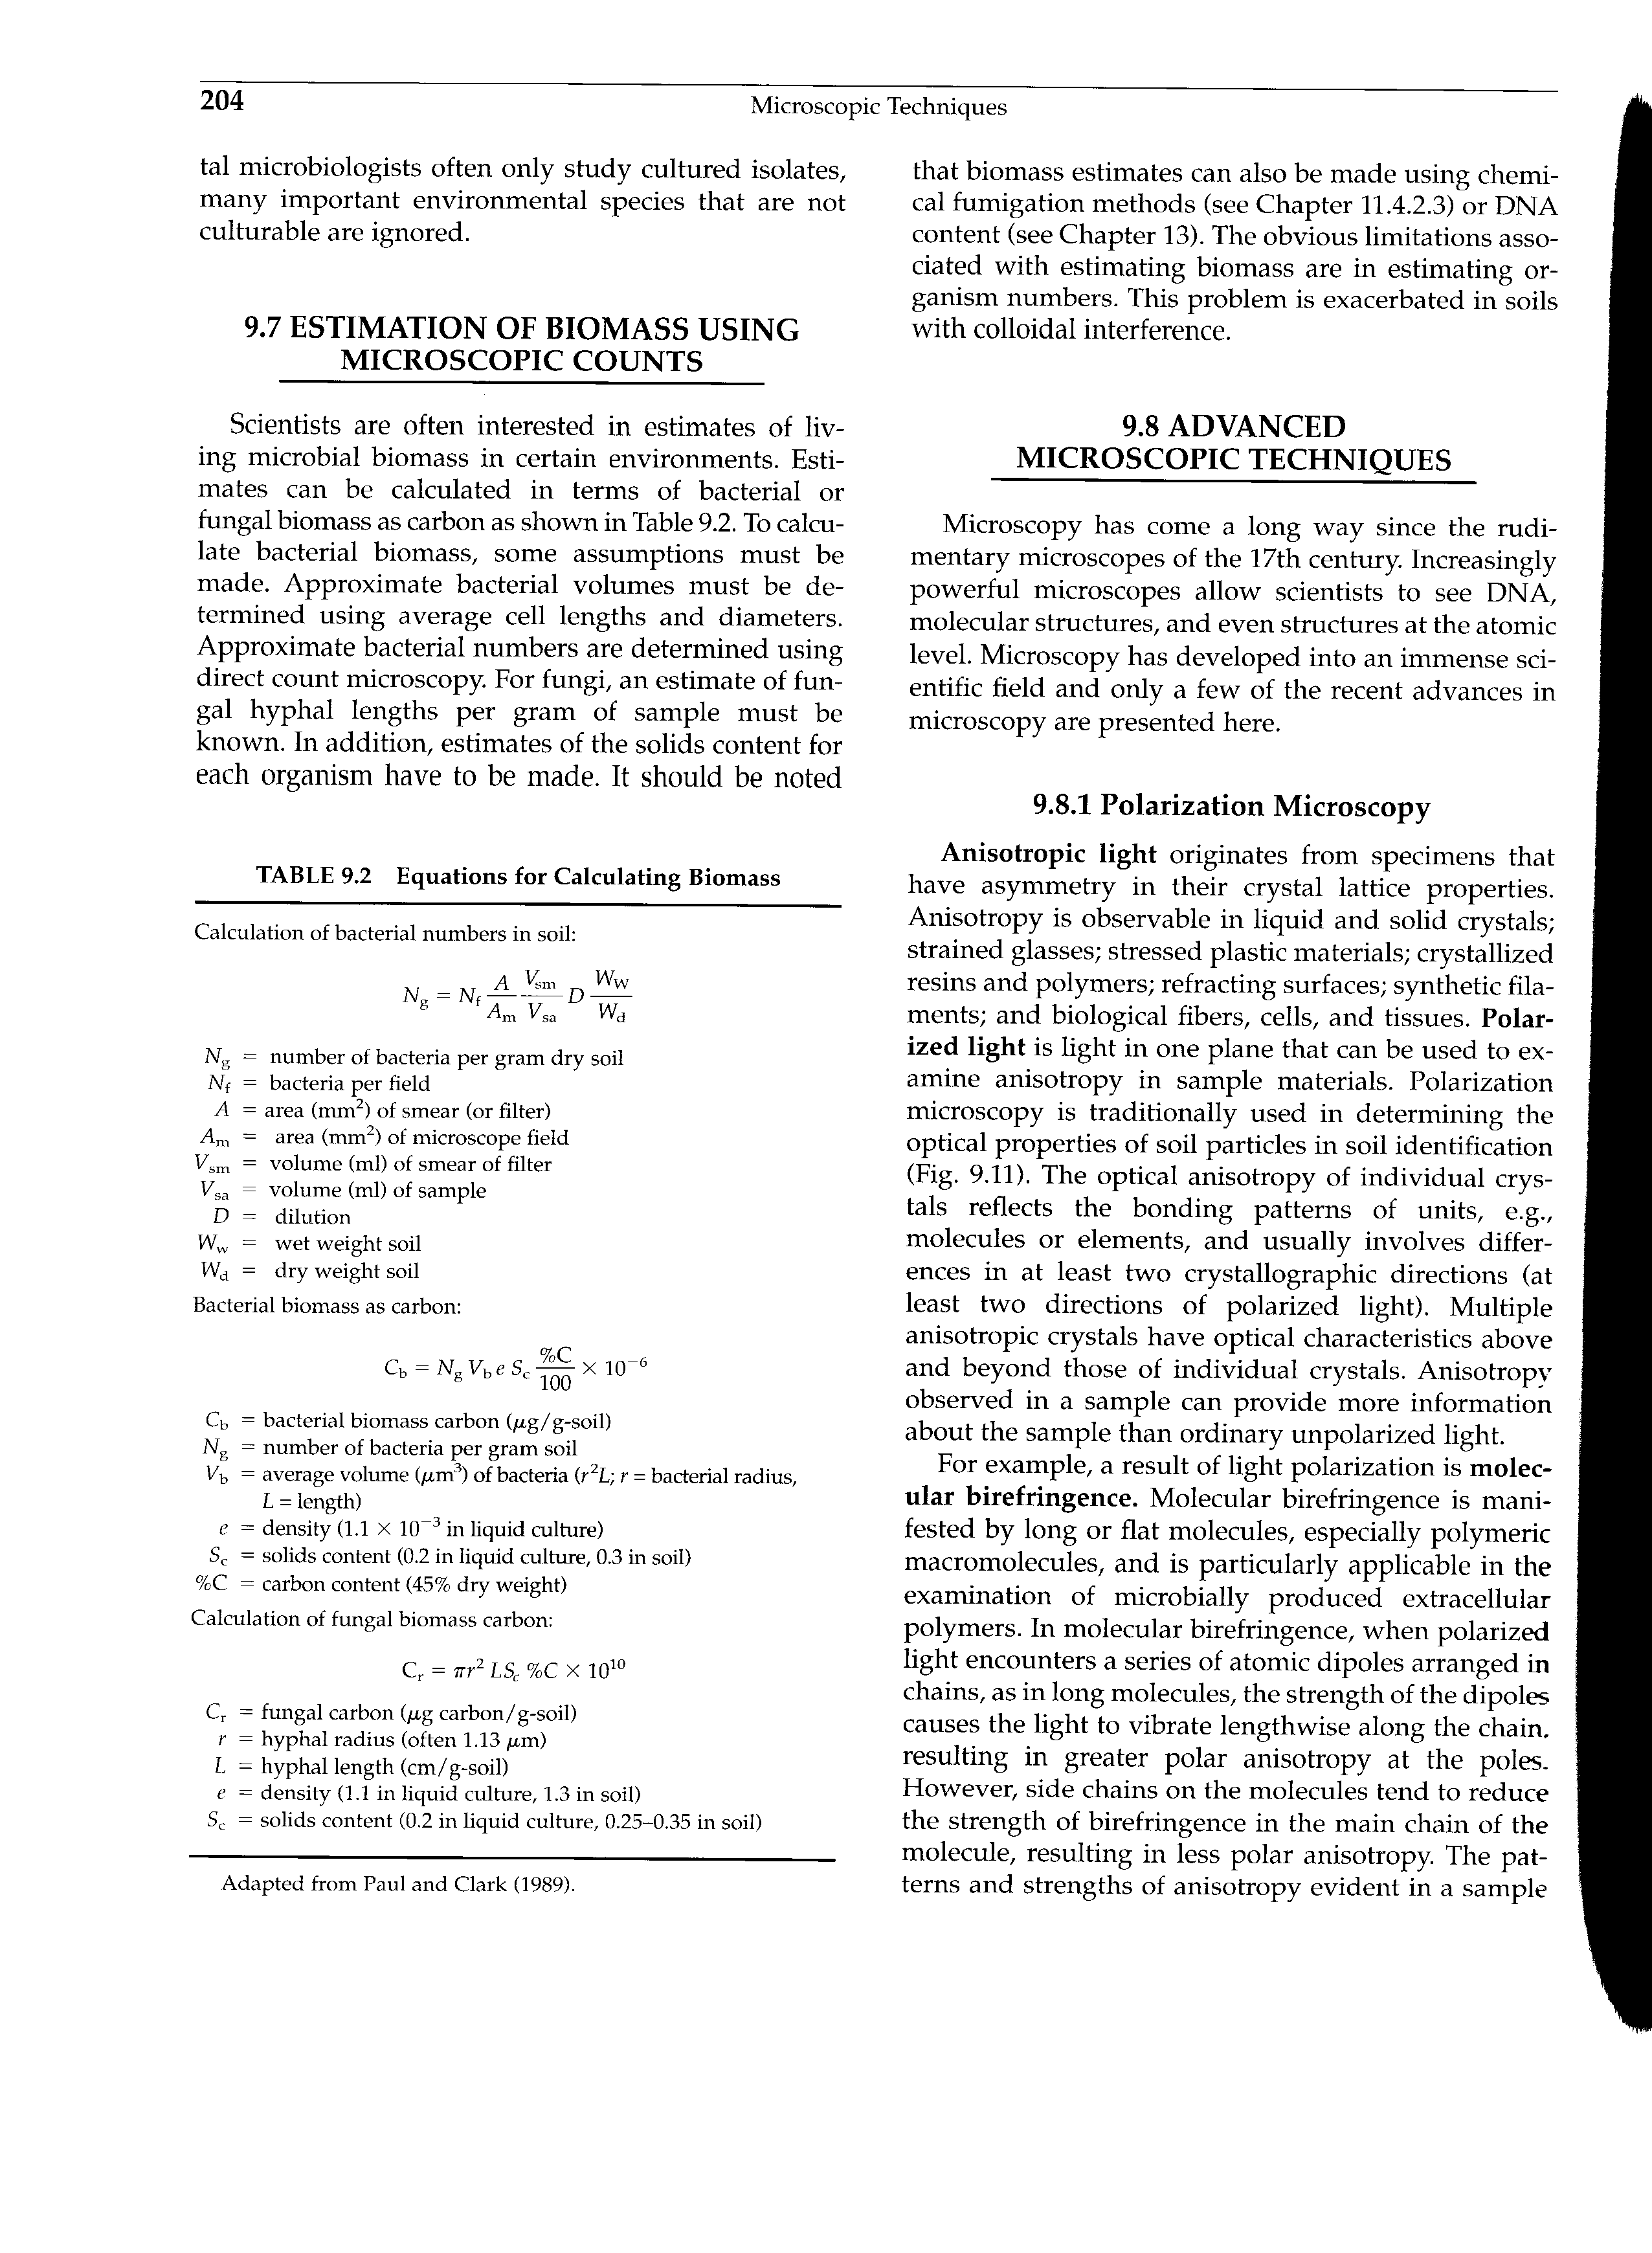 204
Microscopic Techniques
tal microbiologists often only study cultured isolates,
many important environmental species that are not
culturable are ignored.
9.7 ESTIMATION OF BIOMASS USING
MICROSCOPIC COUNTS
Scientists are often interested in estimates of liv-
ing microbial biomass in certain environments. Esti-
mates can be calculated in terms of bacterial or
fungal biomass as carbon as shown in Table 9.2. To calcu-
late bacterial biomass, some assumptions must be
made. Approximate bacterial volumes must be de-
termined using average cell lengths and diameters.
Approximate bacterial numbers are determined using
direct count microscopy. For fungi, an estimate of fun-
gal hyphal lengths per gram of sample must be
known. In addition, estimates of the solids content for
each organism have to be made. It should be noted
TABLE 9.2 Equations for Calculating Biomass
Calculation of bacterial numbers in soil:
N_g = N_f A/A_m V_sm/V_sa D W_W/W_d
N_g = number of bacteria per gram dry soil
N_f = bacteria per field
A = area (mm²) of smear (or filter)
A_m = area (mm²) of microscope field
V_sm = volume (ml) of smear of filter
V_sa = volume (ml) of sample
D = dilution
W_w = wet weight soil
W_d = dry weight soil
Bacterial biomass as carbon:
C_b = N_g V_b e S_c %C/100 × 10⁻⁶
C_b = bacterial biomass carbon (μg/g-soil)
N_g = number of bacteria per gram soil
V_b = average volume (μm³) of bacteria (r²L; r = bacterial radius,
L = length)
e = density (1.1 × 10⁻³ in liquid culture)
S_c = solids content (0.2 in liquid culture, 0.3 in soil)
%C = carbon content (45% dry weight)
Calculation of fungal biomass carbon:
C_r = πr² LS_c %C × 10¹⁰
C_r = fungal carbon (μg carbon/g-soil)
r = hyphal radius (often 1.13 μm)
L = hyphal length (cm/g-soil)
e = density (1.1 in liquid culture, 1.3 in soil)
S_c = solids content (0.2 in liquid culture, 0.25–0.35 in soil)
Adapted from Paul and Clark (1989).
that biomass estimates can also be made using chemi-
cal fumigation methods (see Chapter 11.4.2.3) or DNA
content (see Chapter 13). The obvious limitations asso-
ciated with estimating biomass are in estimating or-
ganism numbers. This problem is exacerbated in soils
with colloidal interference.
9.8 ADVANCED
MICROSCOPIC TECHNIQUES
Microscopy has come a long way since the rudi-
mentary microscopes of the 17th century. Increasingly
powerful microscopes allow scientists to see DNA,
molecular structures, and even structures at the atomic
level. Microscopy has developed into an immense sci-
entific field and only a few of the recent advances in
microscopy are presented here.
9.8.1 Polarization Microscopy
Anisotropic light originates from specimens that
have asymmetry in their crystal lattice properties.
Anisotropy is observable in liquid and solid crystals;
strained glasses; stressed plastic materials; crystallized
resins and polymers; refracting surfaces; synthetic fila-
ments; and biological fibers, cells, and tissues. Polar-
ized light is light in one plane that can be used to ex-
amine anisotropy in sample materials. Polarization
microscopy is traditionally used in determining the
optical properties of soil particles in soil identification
(Fig. 9.11). The optical anisotropy of individual crys-
tals reflects the bonding patterns of units, e.g.,
molecules or elements, and usually involves differ-
ences in at least two crystallographic directions (at
least two directions of polarized light). Multiple
anisotropic crystals have optical characteristics above
and beyond those of individual crystals. Anisotropy
observed in a sample can provide more information
about the sample than ordinary unpolarized light.
For example, a result of light polarization is molec-
ular birefringence. Molecular birefringence is mani-
fested by long or flat molecules, especially polymeric
macromolecules, and is particularly applicable in the
examination of microbially produced extracellular
polymers. In molecular birefringence, when polarized
light encounters a series of atomic dipoles arranged in
chains, as in long molecules, the strength of the dipoles
causes the light to vibrate lengthwise along the chain,
resulting in greater polar anisotropy at the poles.
However, side chains on the molecules tend to reduce
the strength of birefringence in the main chain of the
molecule, resulting in less polar anisotropy. The pat-
terns and strengths of anisotropy evident in a sample